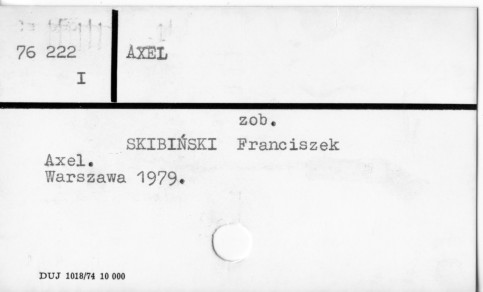 76 222 AXEL
I
zob.
SKIBIŃSKI Franciszek
Axel.
Warszawa 1979.
DUJ 1018/74 10 000